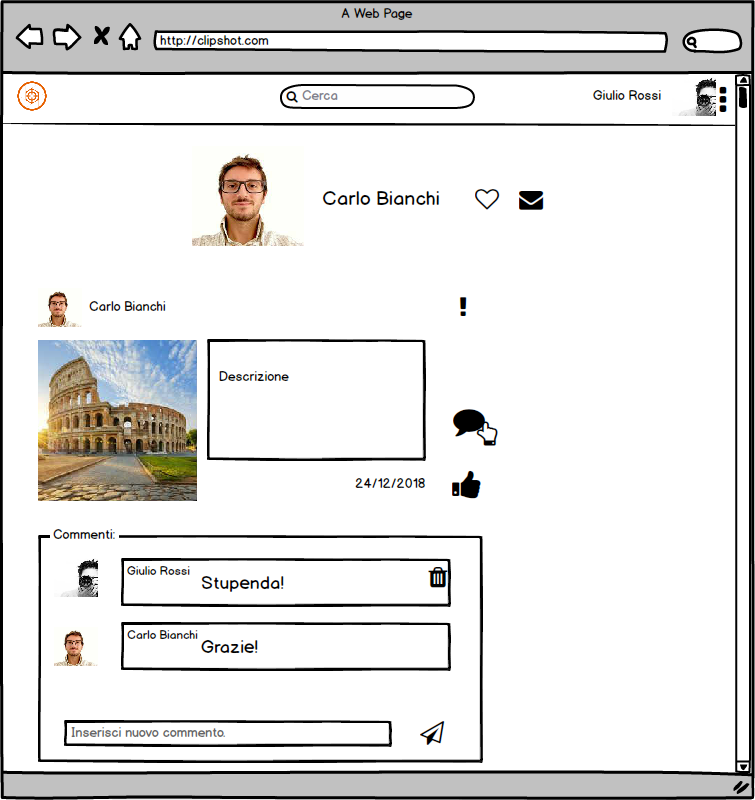 A Web Page
http://clipshot.com
Cerca
Giulio Rossi
Carlo Bianchi
Carlo Bianchi
!
Descrizione
24/12/2018
Commenti:
Giulio Rossi
Stupenda!
Carlo Bianchi
Grazie!
Inserisci nuovo commento.